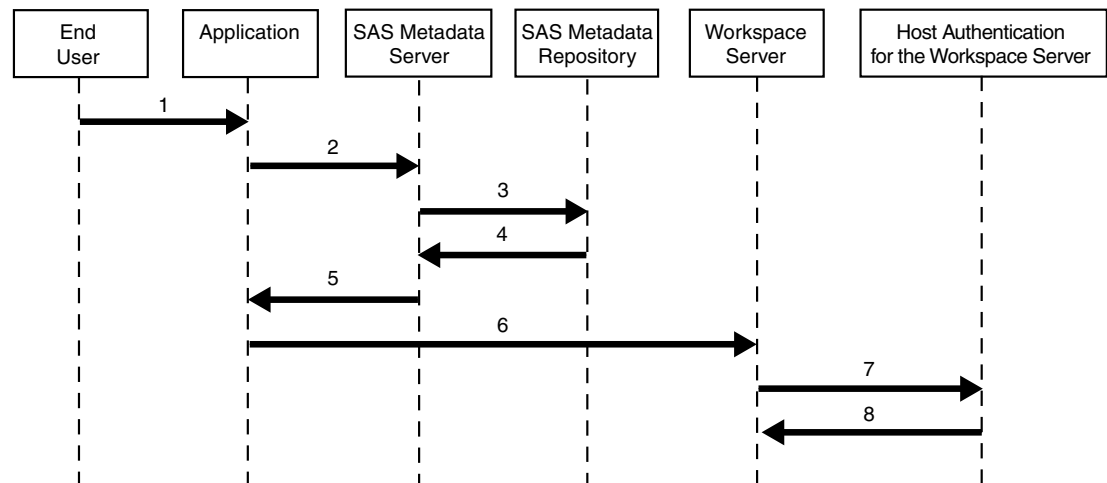 End
User
Application
SAS Metadata
Server
SAS Metadata
Repository
Workspace
Server
Host Authentication
for the Workspace Server
1
2
3
4
5
6
7
8